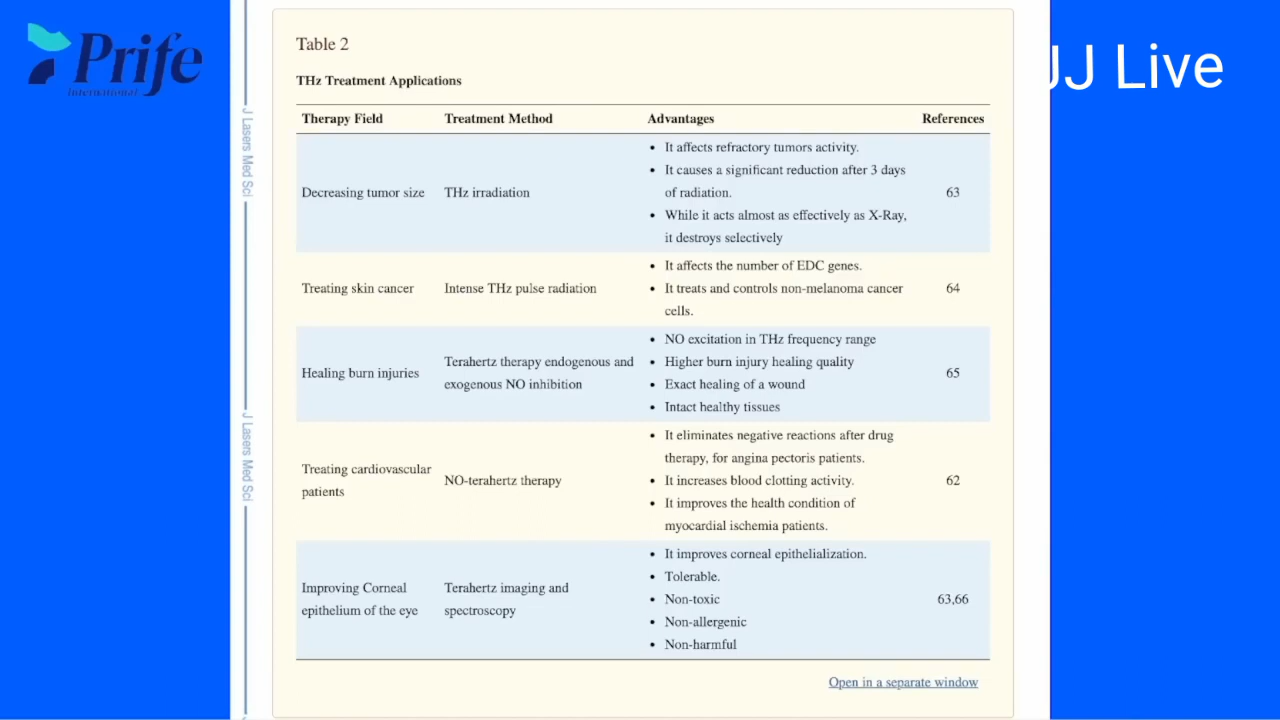 Prife
International
JJ Live
J Lasers Med Sci
J Lasers Med Sci
Table 2
THz Treatment Applications
Therapy Field Treatment Method Advantages References
Decreasing tumor size THz irradiation 63
• It affects refractory tumors activity.
• It causes a significant reduction after 3 days
of radiation.
• While it acts almost as effectively as X-Ray,
it destroys selectively
Treating skin cancer Intense THz pulse radiation 64
• It affects the number of EDC genes.
• It treats and controls non-melanoma cancer
cells.
Healing burn injuries
Terahertz therapy endogenous and
exogenous NO inhibition
• NO excitation in THz frequency range
• Higher burn injury healing quality
• Exact healing of a wound
• Intact healthy tissues
65
Treating cardiovascular
patients
NO-terahertz therapy
• It eliminates negative reactions after drug
therapy, for angina pectoris patients.
• It increases blood clotting activity.
• It improves the health condition of
myocardial ischemia patients.
62
Improving Corneal
epithelium of the eye
Terahertz imaging and
spectroscopy
• It improves corneal epithelialization.
• Tolerable.
• Non-toxic
• Non-allergenic
• Non-harmful
63,66
Open in a separate window